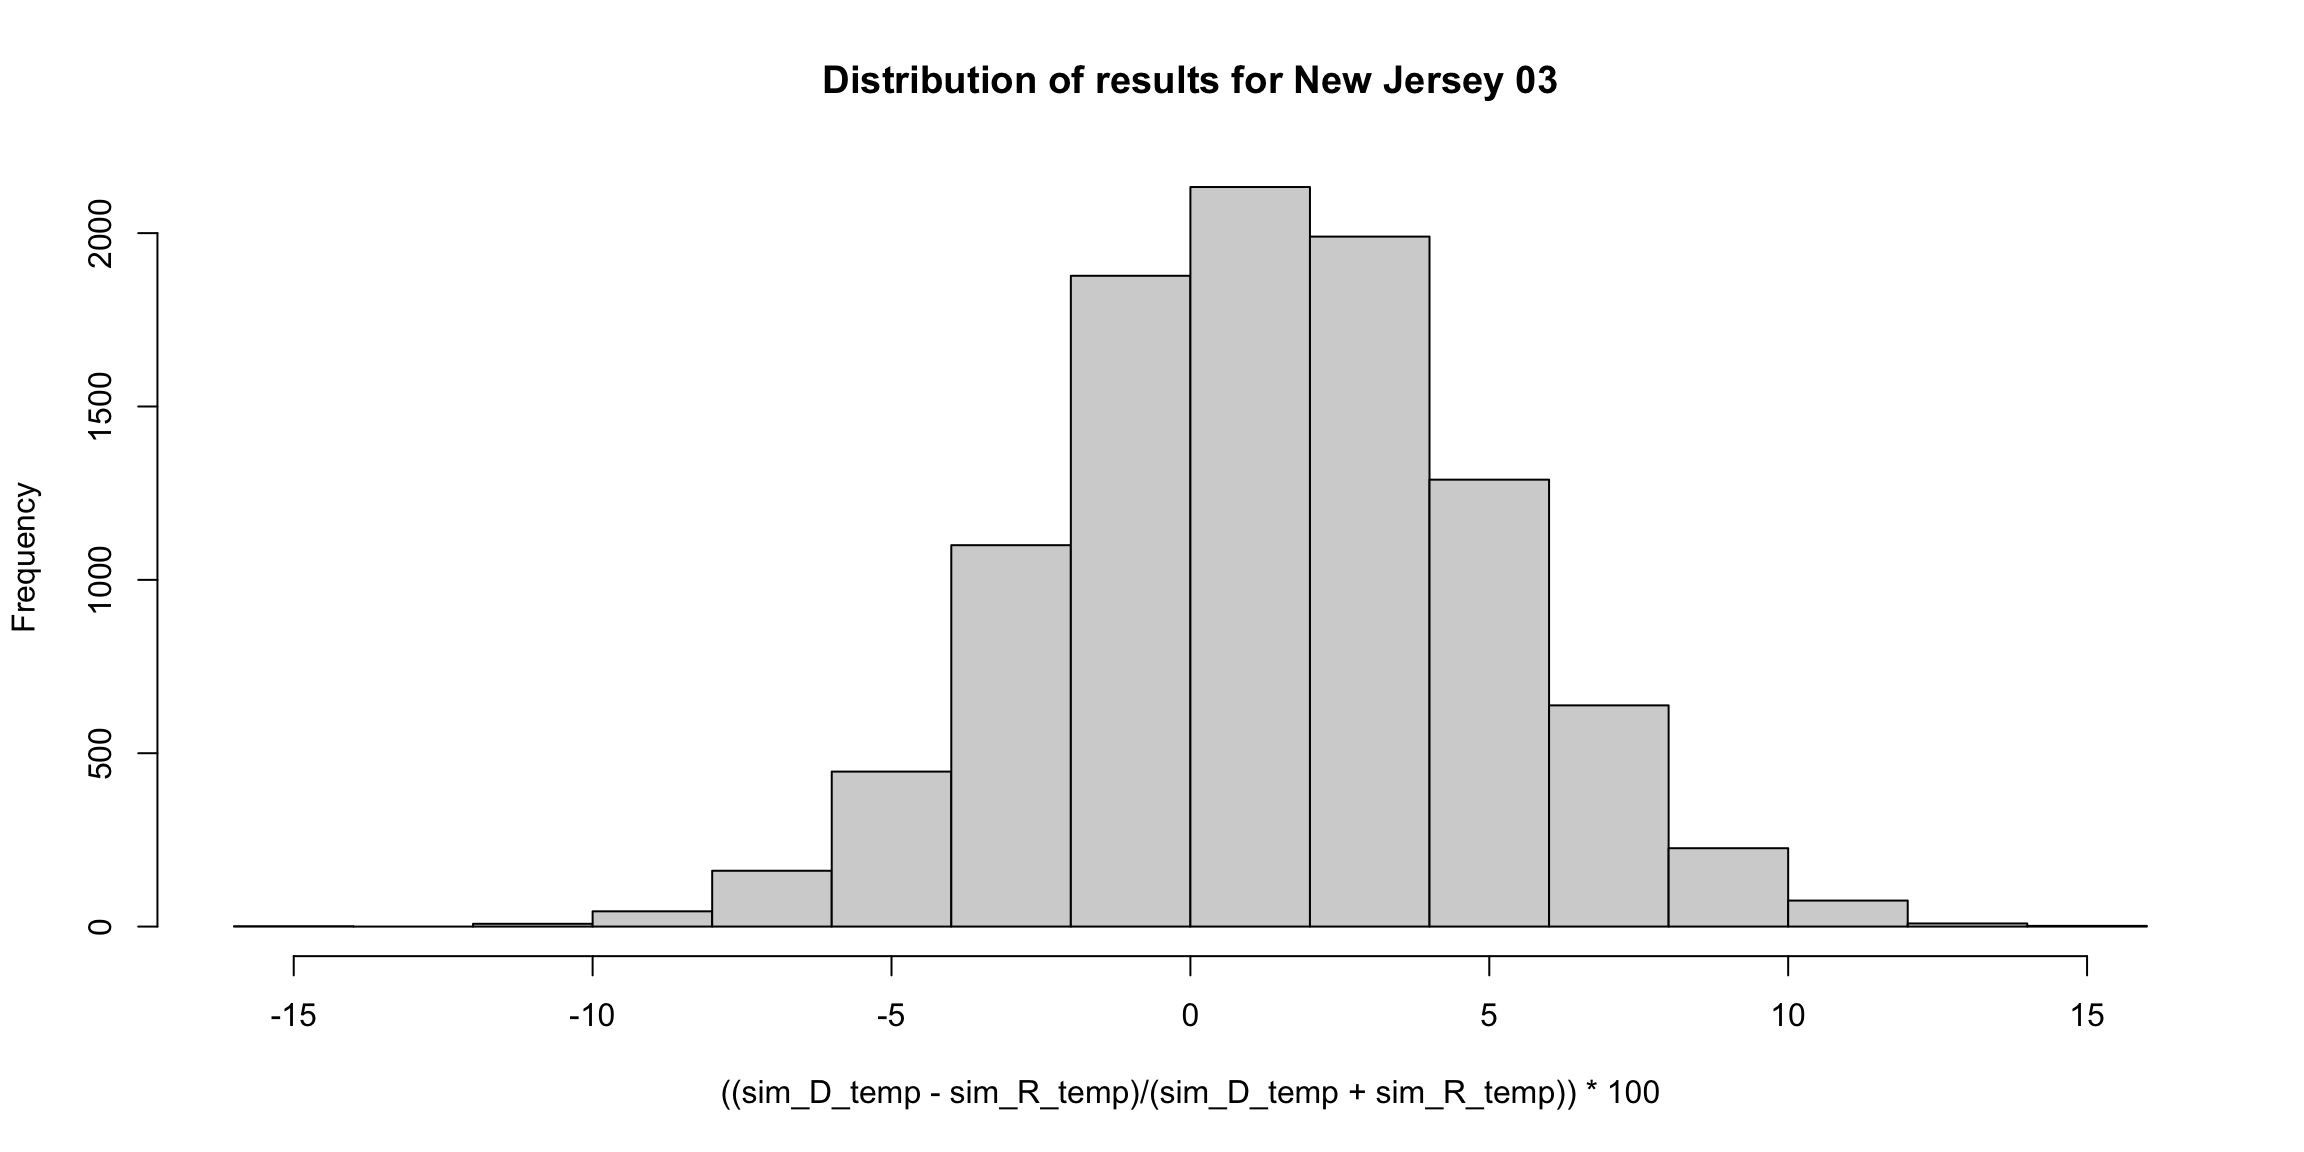 Distribution of results for New Jersey 03
Frequency
2000
1500
1000
500
0
-15 -10 -5 0 5 10 15
((sim_D_temp - sim_R_temp)/(sim_D_temp + sim_R_temp)) * 100